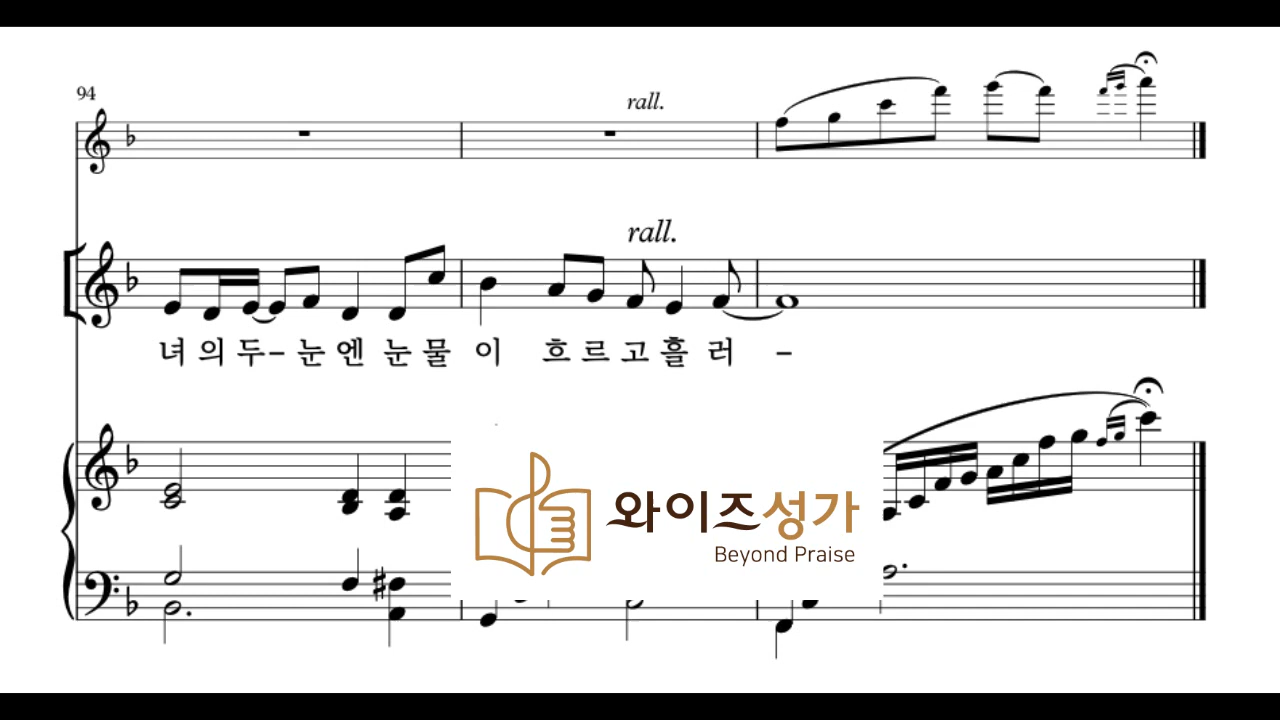 94
rall.
rall.
녀 의 두 – 눈 엔 눈 물 이 흐 르 고 흘 러 –
와이즈성가
Beyond Praise